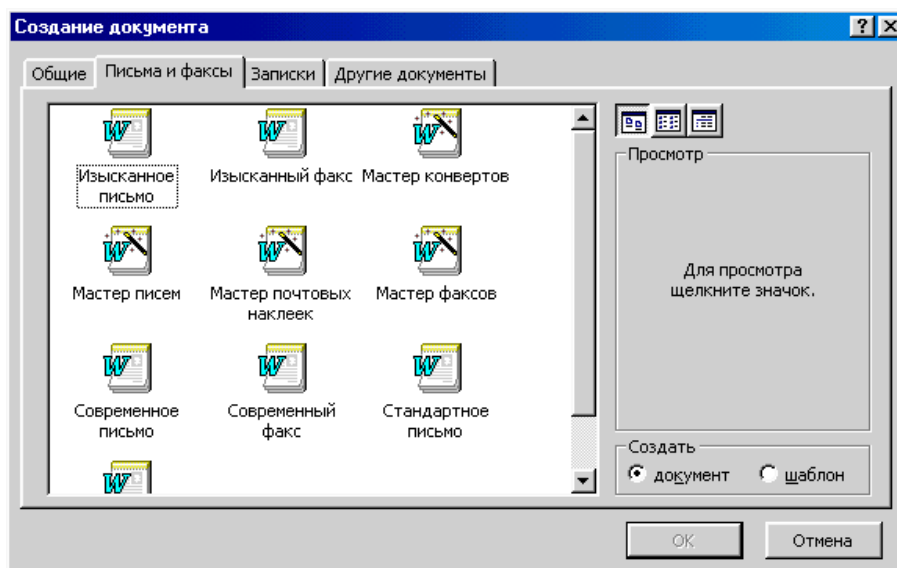 Создание документа
Общие
Письма и факсы
Записки
Другие документы
Изысканное
письмо
Изысканный факс
Мастер конвертов
Мастер писем
Мастер почтовых
наклеек
Мастер факсов
Современное
письмо
Современный
факс
Стандартное
письмо
Просмотр
Для просмотра
щелкните значок.
Создать
документ
шаблон
ОК
Отмена